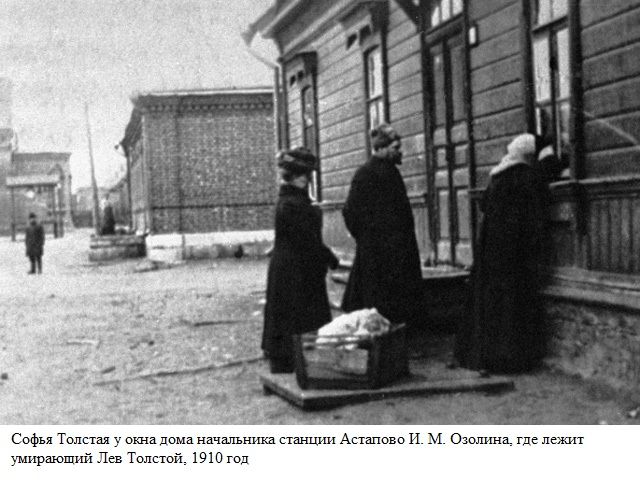 Софья Толстая у окна дома начальника станции Астапово И. М. Озолина, где лежит
умирающий Лев Толстой, 1910 год